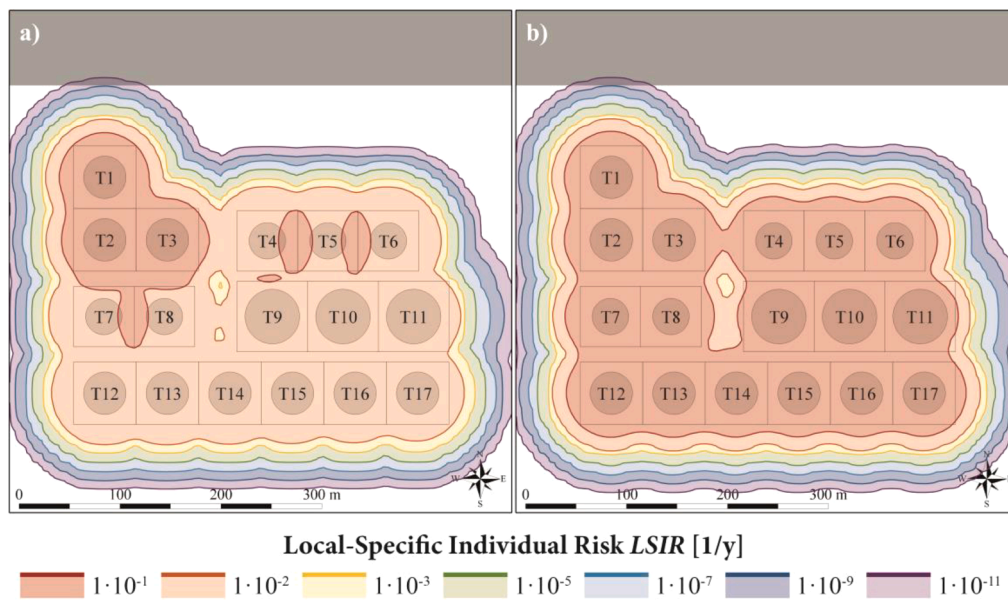 a)
T1
T2 T3 T4 T5 T6
T7 T8 T9 T10 T11
T12 T13 T14 T15 T16 T17
N
W E
S
0 100 200 300 m
b)
T1
T2 T3 T4 T5 T6
T7 T8 T9 T10 T11
T12 T13 T14 T15 T16 T17
N
W E
S
0 100 200 300 m
Local-Specific Individual Risk LSIR [1/y]
1·10⁻¹ 1·10⁻² 1·10⁻³ 1·10⁻⁵ 1·10⁻⁷ 1·10⁻⁹ 1·10⁻¹¹